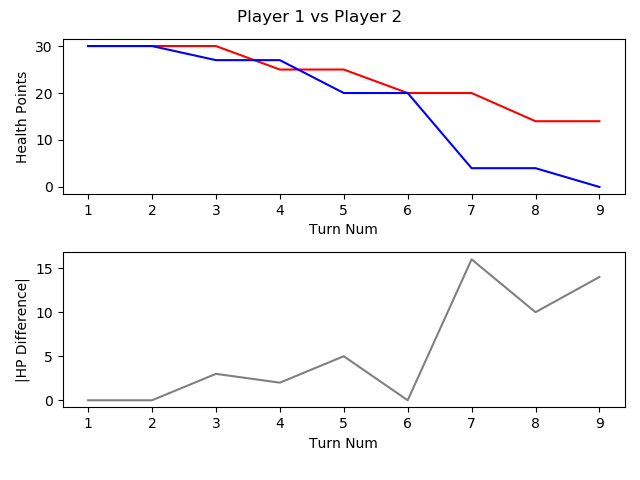 Player 1 vs Player 2
30
20
10
0
Health Points
1 2 3 4 5 6 7 8 9
Turn Num
15
10
5
0
|HP Difference|
1 2 3 4 5 6 7 8 9
Turn Num